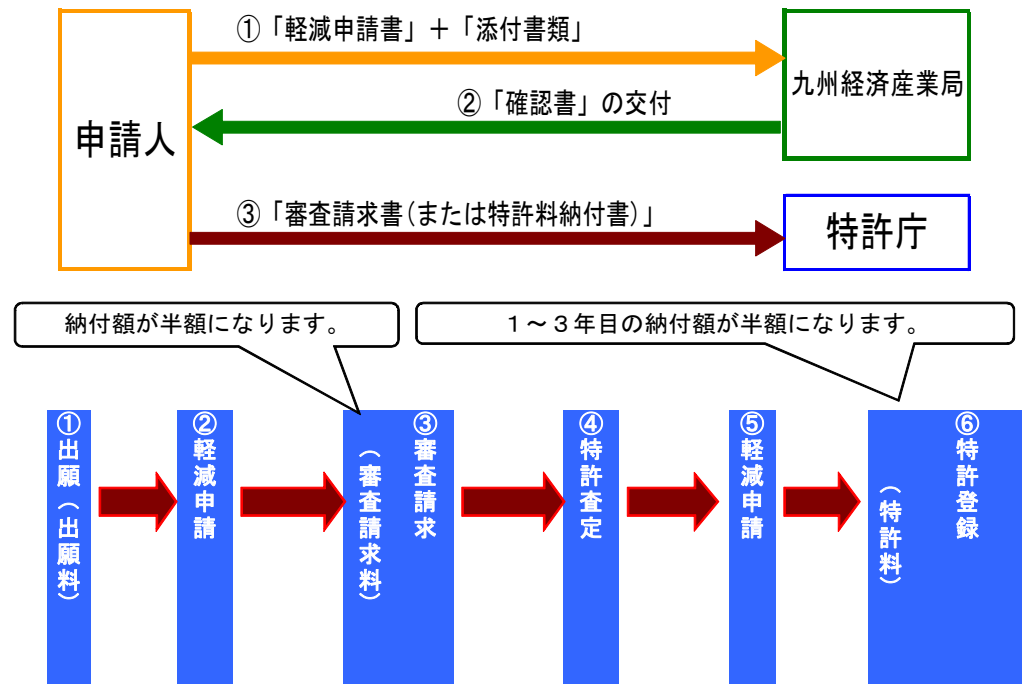 ①「軽減申請書」＋「添付書類」
九州経済産業局
②「確認書」の交付
申請人
③「審査請求書(または特許料納付書)」
特許庁
納付額が半額になります。
１～３年目の納付額が半額になります。
①出願（出願料）
②軽減申請
③審査請求
（審査請求料）
④特許査定
⑤軽減申請
⑥特許登録
（特許料）